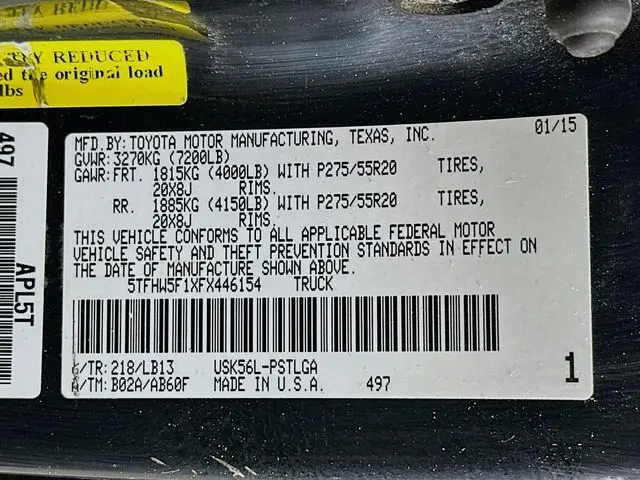 TLY REDUCED
ed the original load
lbs
497
APL5T
MFD.BY:TOYOTA MOTOR MANUFACTURING, TEXAS, INC. 01/15
GVWR:3270KG (7200LB)
GAWR:FRT. 1815KG (4000LB) WITH P275/55R20 TIRES,
20X8J RIMS.
RR. 1885KG (4150LB) WITH P275/55R20 TIRES,
20X8J RIMS.
THIS VEHICLE CONFORMS TO ALL APPLICABLE FEDERAL MOTOR
VEHICLE SAFETY AND THEFT PREVENTION STANDARDS IN EFFECT ON
THE DATE OF MANUFACTURE SHOWN ABOVE.
5TFHW5F1XFX446154 TRUCK
/TR:218/LB13 USK56L-PSTLGA
A/TM:B02A/AB60F MADE IN U.S.A. 497 1